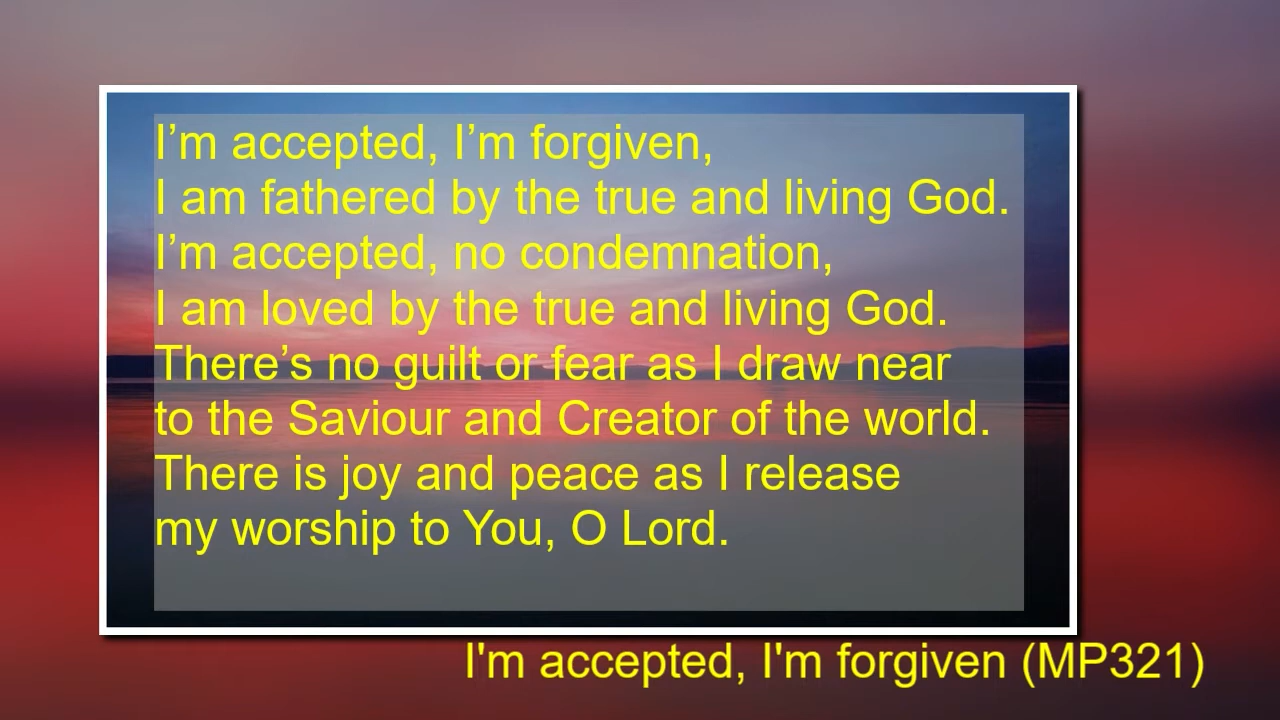 I’m accepted, I’m forgiven,
I am fathered by the true and living God.
I’m accepted, no condemnation,
I am loved by the true and living God.
There’s no guilt or fear as I draw near
to the Saviour and Creator of the world.
There is joy and peace as I release
my worship to You, O Lord.
I'm accepted, I'm forgiven (MP321)